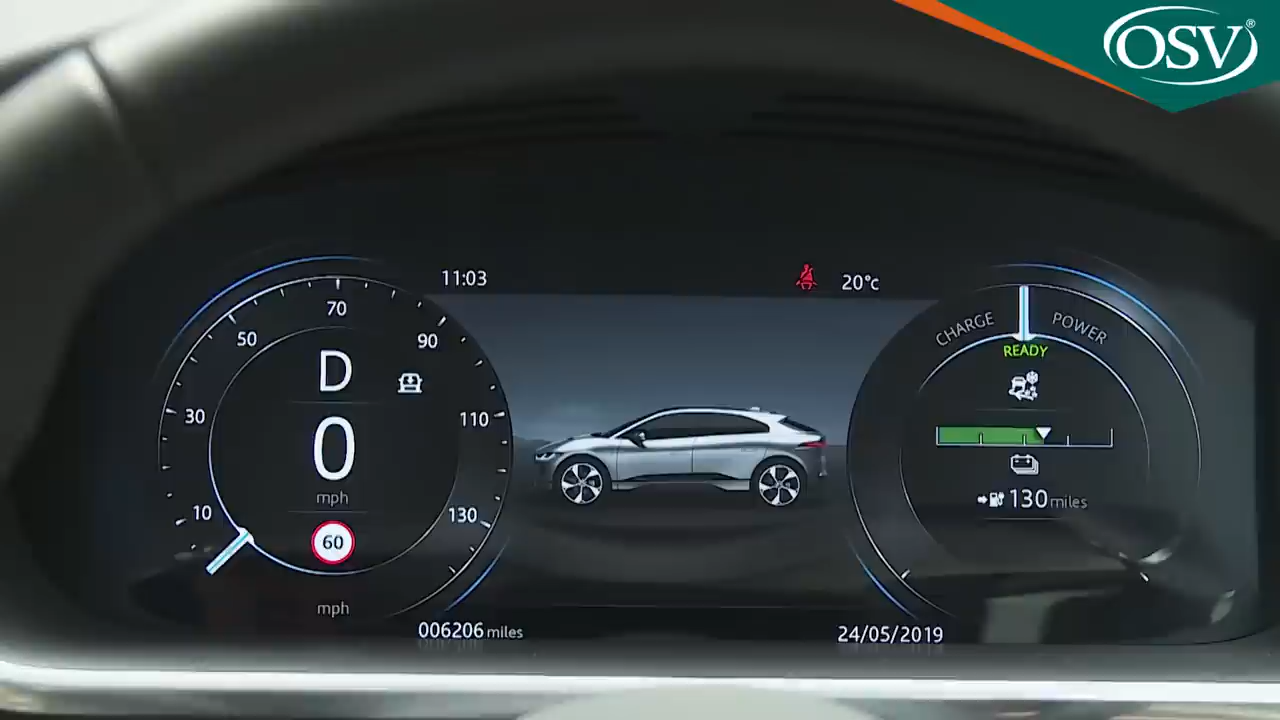 OSV®
11:03
20°c
10
30
50
70
90
110
130
D
0
mph
60
mph
006206 miles
CHARGE
POWER
READY
130 miles
24/05/2019